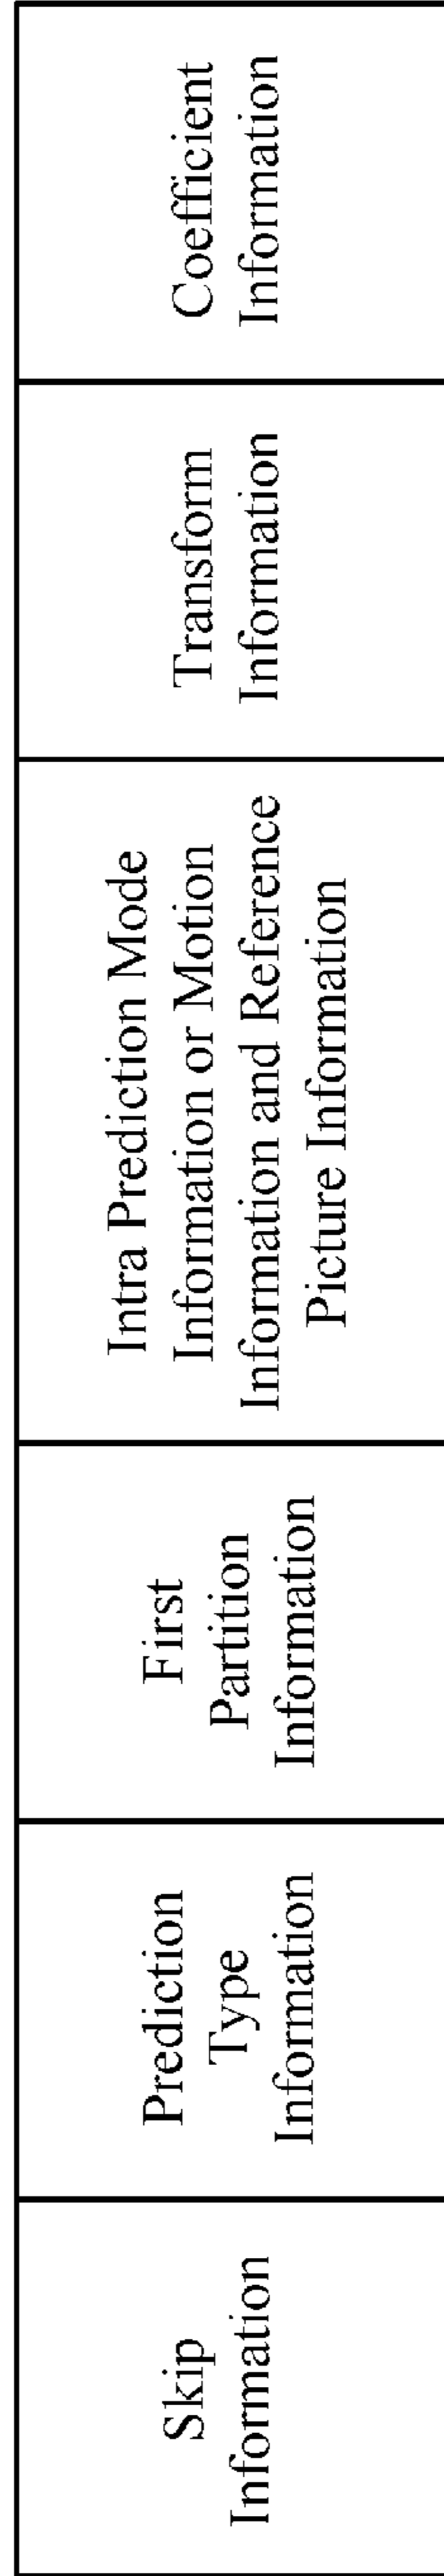 Skip
Information
Prediction
Type
Information
First
Partition
Information
Intra Prediction Mode
Information or Motion
Information and Reference
Picture Information
Transform
Information
Coefficient
Information